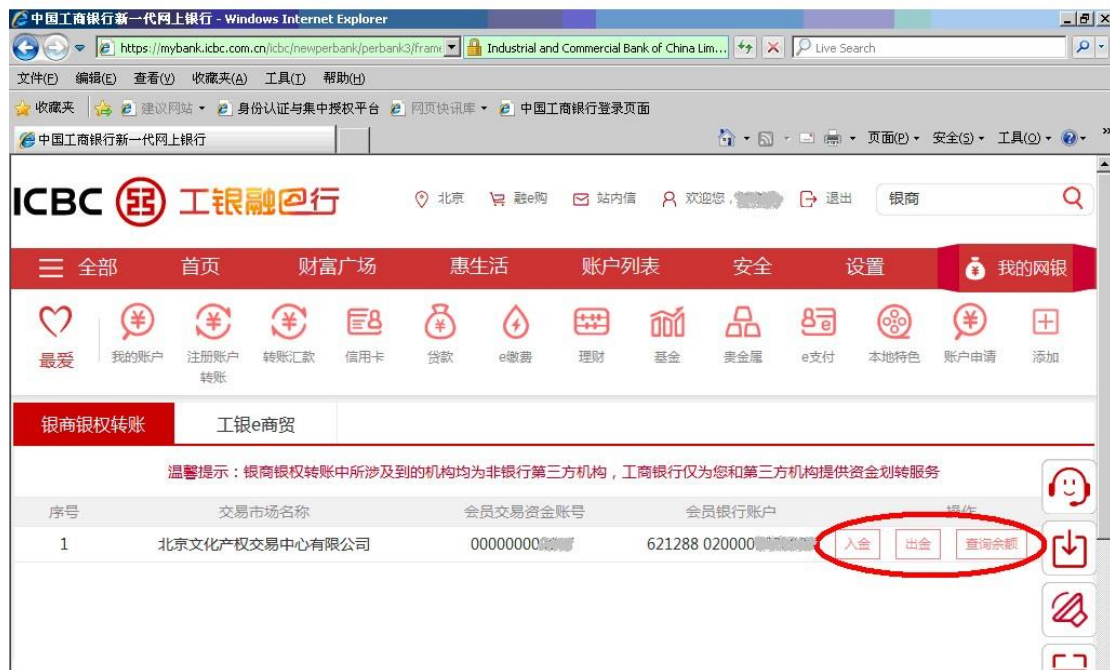 中国工商银行新一代网上银行 - Windows Internet Explorer
https://mybank.icbc.com.cn/icbc/newperbank/perbank3/frame Industrial and Commercial Bank of China Lim... Live Search
文件(F) 编辑(E) 查看(V) 收藏夹(A) 工具(T) 帮助(H)
收藏夹 建议网站 身份认证与集中授权平台 网页快讯库 中国工商银行登录页面
中国工商银行新一代网上银行 页面(P) 安全(S) 工具(O) »
ICBC 工银融e行 北京 融e购 站内信 欢迎您, 退出 银商
全部 首页 财富广场 惠生活 账户列表 安全 设置 我的网银
最爱 我的账户 注册账户转账 转账汇款 信用卡 贷款 e缴费 理财 基金 贵金属 e支付 本地特色 账户申请 添加
银商银权转账 工银e商贸
温馨提示：银商银权转账中所涉及到的机构均为非银行第三方机构，工商银行仅为您和第三方机构提供资金划转服务
序号 交易市场名称 会员交易资金账号 会员银行账户 操作
1 北京文化产权交易中心有限公司 00000000 621288 020000 入金 出金 查询余额